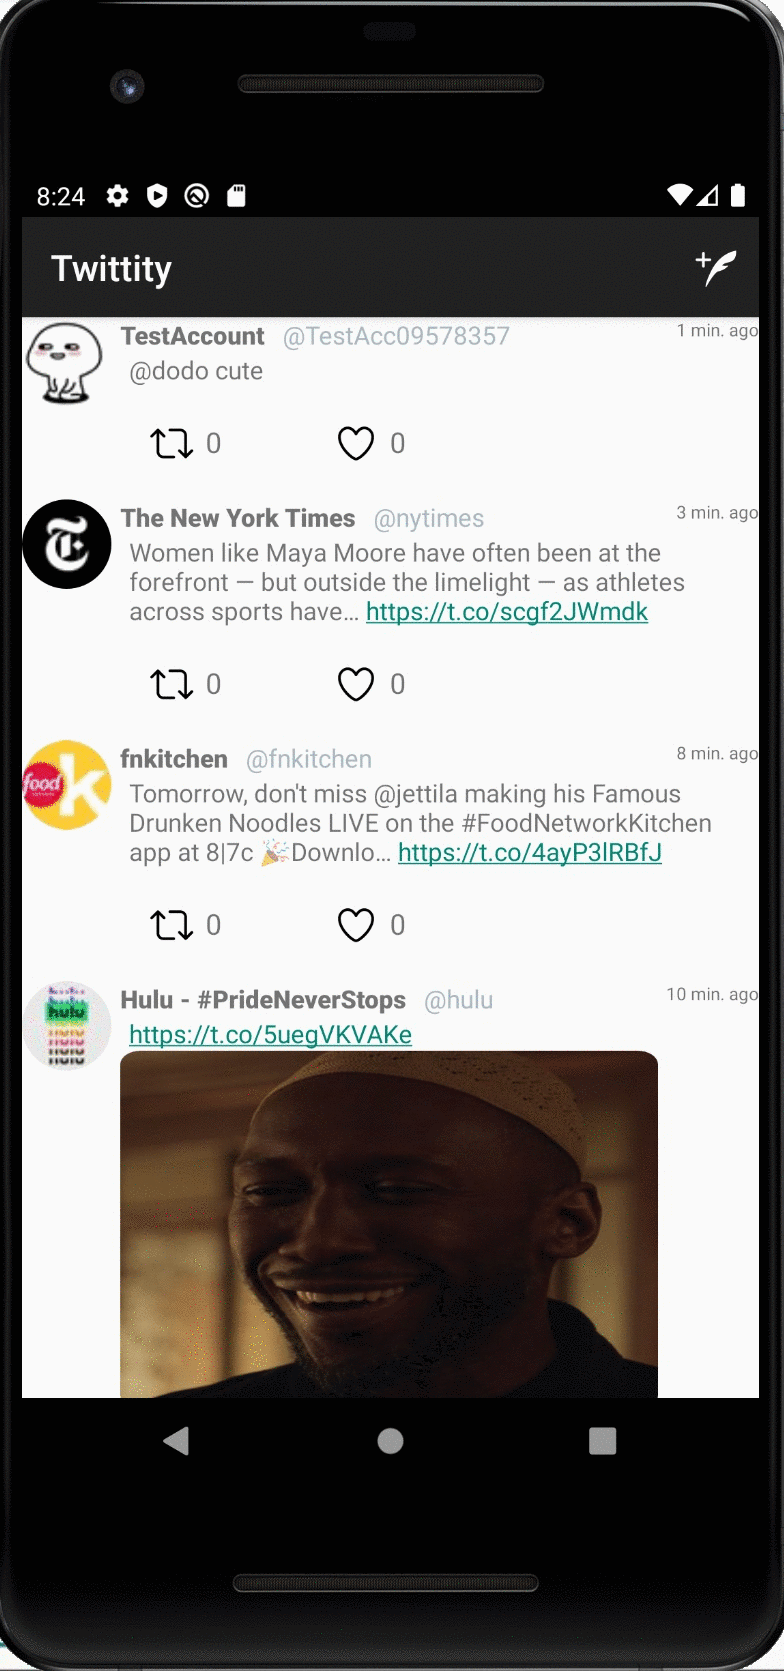 8:24
Twittity
TestAccount @TestAcc09578357 1 min. ago
@dodo cute
0 0
The New York Times @nytimes 3 min. ago
Women like Maya Moore have often been at the
forefront — but outside the limelight — as athletes
across sports have… https://t.co/scgf2JWmdk
0 0
fnkitchen @fnkitchen 8 min. ago
food k
Tomorrow, don't miss @jettila making his Famous
Drunken Noodles LIVE on the #FoodNetworkKitchen
app at 8|7c 🎉Downlo… https://t.co/4ayP3lRBfJ
0 0
Hulu - #PrideNeverStops @hulu 10 min. ago
hulu
https://t.co/5uegVKVAKe